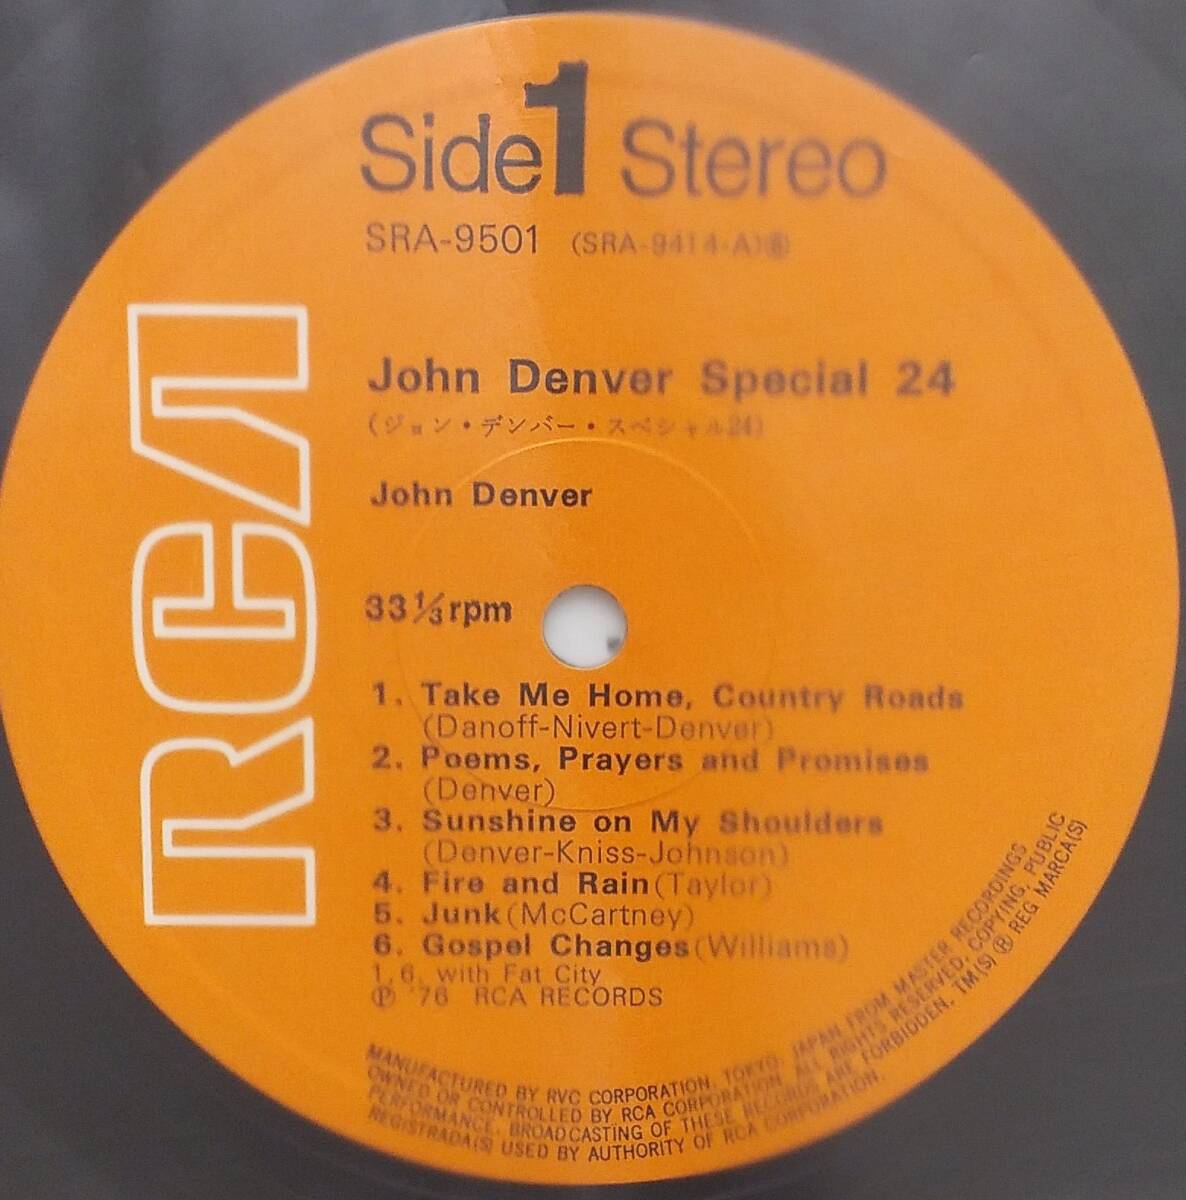 Side 1 Stereo
SRA-9501 (SRA-9414-A)⑥
RCA
John Denver Special 24
(ジョン・デンバー・スペシャル24)
John Denver
33⅓rpm
1. Take Me Home, Country Roads
(Danoff-Nivert-Denver)
2. Poems, Prayers and Promises
(Denver)
3. Sunshine on My Shoulders
(Denver-Kniss-Johnson)
4. Fire and Rain(Taylor)
5. Junk(McCartney)
6. Gospel Changes(Williams)
1, 6, with Fat City
Ⓟ '76 RCA RECORDS
MANUFACTURED BY RVC CORPORATION, TOKYO, JAPAN FROM MASTER RECORDINGS
OWNED OR CONTROLLED BY RCA CORPORATION. ALL RIGHTS RESERVED, COPYING, PUBLIC
PERFORMANCE, BROADCASTING OF THESE RECORDS ARE FORBIDDEN. TM(S) ® REG MARCA(S)
REGISTRADA(S) USED BY AUTHORITY OF RCA CORPORATION.